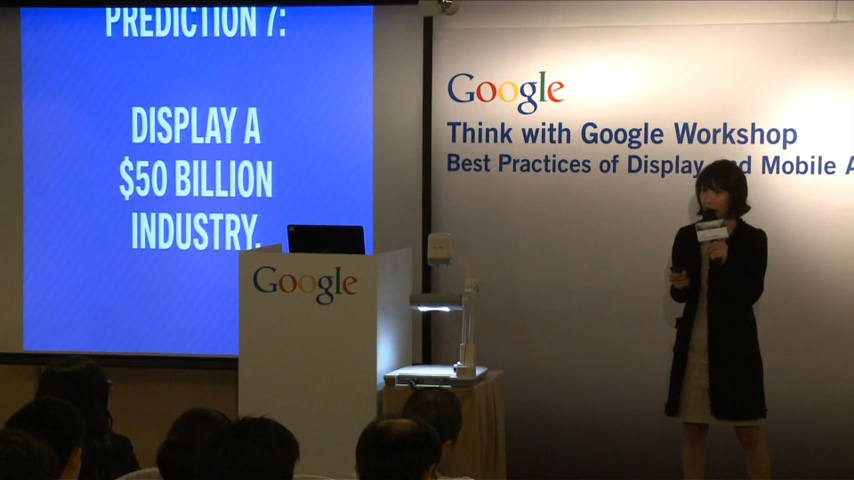 PREDICTION 7:
DISPLAY A
$50 BILLION
INDUSTRY.
Google
Think with Google Workshop
Best Practices of Display and Mobile A
Google